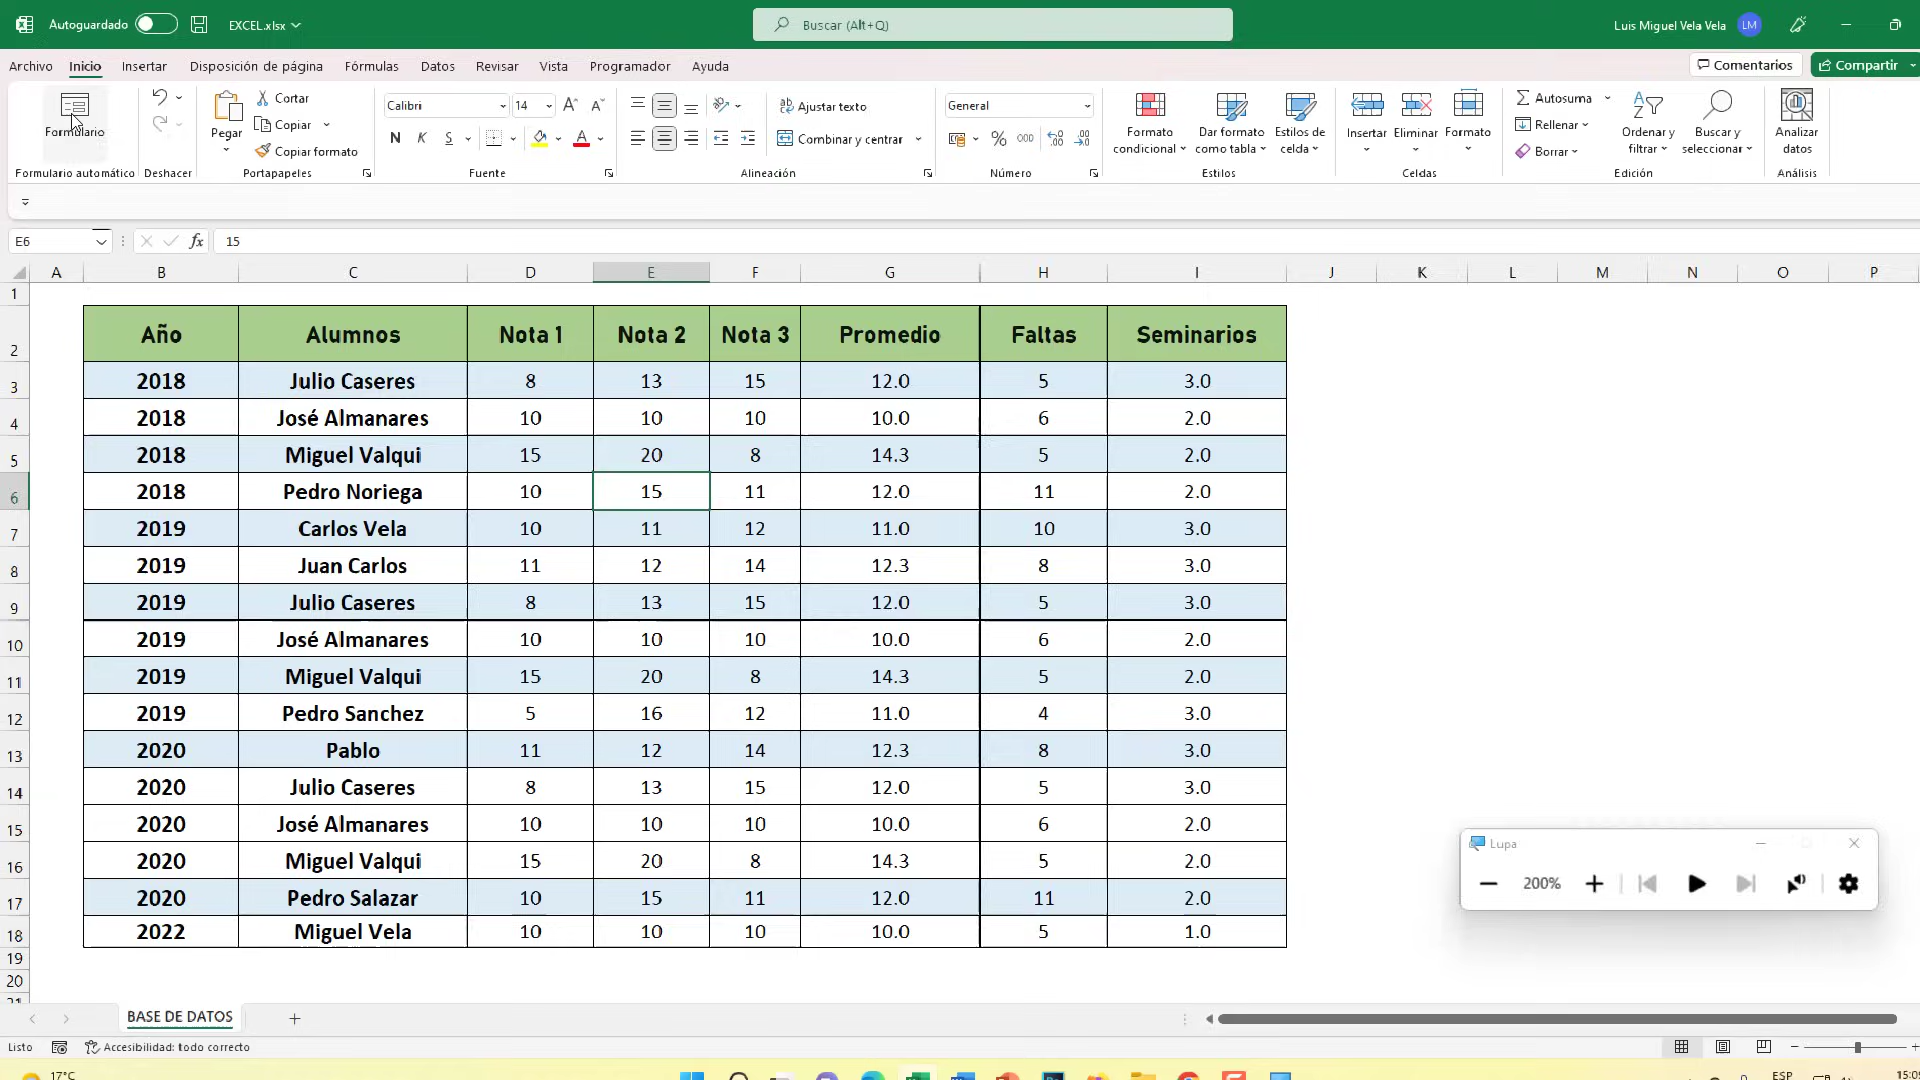 Autoguardado EXCEL.xlsx Buscar (Alt+Q) Luis Miguel Vela Vela LM
Archivo Inicio Insertar Disposición de página Fórmulas Datos Revisar Vista Programador Ayuda Comentarios Compartir
Formulario
Formulario automático
Deshacer
Pegar
Cortar
Copiar
Copiar formato
Portapapeles
Calibri 14
N K S
Fuente
Ajustar texto
Combinar y centrar
Alineación
General
% 000
Número
Formato condicional
Dar formato como tabla
Estilos de celda
Estilos
Insertar
Eliminar
Formato
Celdas
Autosuma
Rellenar
Borrar
Ordenar y filtrar
Buscar y seleccionar
Edición
Analizar datos
Análisis
E6 fx 15
A B C D E F G H I J K L M N O P
1
2 Año Alumnos Nota 1 Nota 2 Nota 3 Promedio Faltas Seminarios
3 2018 Julio Caseres 8 13 15 12.0 5 3.0
4 2018 José Almanares 10 10 10 10.0 6 2.0
5 2018 Miguel Valqui 15 20 8 14.3 5 2.0
6 2018 Pedro Noriega 10 15 11 12.0 11 2.0
7 2019 Carlos Vela 10 11 12 11.0 10 3.0
8 2019 Juan Carlos 11 12 14 12.3 8 3.0
9 2019 Julio Caseres 8 13 15 12.0 5 3.0
10 2019 José Almanares 10 10 10 10.0 6 2.0
11 2019 Miguel Valqui 15 20 8 14.3 5 2.0
12 2019 Pedro Sanchez 5 16 12 11.0 4 3.0
13 2020 Pablo 11 12 14 12.3 8 3.0
14 2020 Julio Caseres 8 13 15 12.0 5 3.0
15 2020 José Almanares 10 10 10 10.0 6 2.0
16 2020 Miguel Valqui 15 20 8 14.3 5 2.0
17 2020 Pedro Salazar 10 15 11 12.0 11 2.0
18 2022 Miguel Vela 10 10 10 10.0 5 1.0
19
20
Lupa
200%
BASE DE DATOS
Listo Accesibilidad: todo correcto
17°C ESP